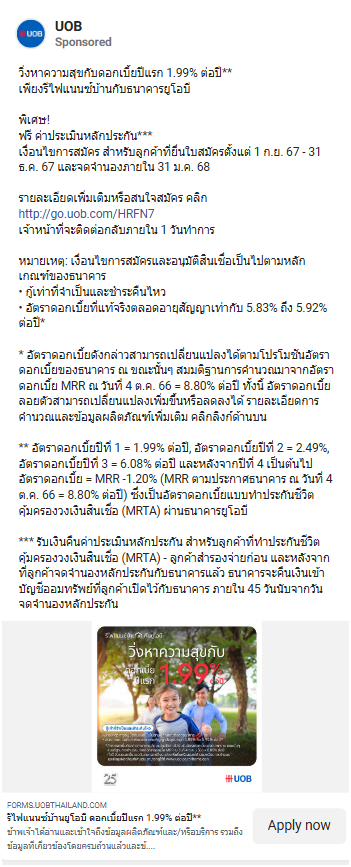 UOB
Sponsored
วิ่งหาความสุขกับดอกเบี้ยปีแรก 1.99% ต่อปี**
เพียงรีไฟแนนซ์บ้านกับธนาคารยูโอบี
พิเศษ!
ฟรี ค่าประเมินหลักประกัน***
เงื่อนไขการสมัคร สำหรับลูกค้าที่ยื่นใบสมัครตั้งแต่ 1 ก.ย. 67 - 31
ธ.ค. 67 และจดจำนองภายใน 31 ม.ค. 68
รายละเอียดเพิ่มเติมหรือสนใจสมัคร คลิก
http://go.uob.com/HRFN7
เจ้าหน้าที่จะติดต่อกลับภายใน 1 วันทำการ
หมายเหตุ: เงื่อนไขการสมัครและอนุมัติสินเชื่อเป็นไปตามหลัก
เกณฑ์ของธนาคาร
• กู้เท่าที่จำเป็นและชำระคืนไหว
• อัตราดอกเบี้ยที่แท้จริงตลอดอายุสัญญาเท่ากับ 5.83% ถึง 5.92%
ต่อปี*
* อัตราดอกเบี้ยดังกล่าวสามารถเปลี่ยนแปลงได้ตามโปรโมชันอัตรา
ดอกเบี้ยของธนาคาร ณ ขณะนั้นๆ สมมติฐานการคำนวณมาจากอัตรา
ดอกเบี้ย MRR ณ วันที่ 4 ต.ค. 66 = 8.80% ต่อปี ทั้งนี้ อัตราดอกเบี้ย
ลอยตัวสามารถเปลี่ยนแปลงเพิ่มขึ้นหรือลดลงได้ รายละเอียดการ
คำนวณและข้อมูลผลิตภัณฑ์เพิ่มเติม คลิกลิงก์ด้านบน
** อัตราดอกเบี้ยปีที่ 1 = 1.99% ต่อปี, อัตราดอกเบี้ยปีที่ 2 = 2.49%,
อัตราดอกเบี้ยปีที่ 3 = 6.08% ต่อปี และหลังจากปีที่ 4 เป็นต้นไป
อัตราดอกเบี้ย = MRR -1.20% (MRR ตามประกาศธนาคาร ณ วันที่ 4
ต.ค. 66 = 8.80% ต่อปี) ซึ่งเป็นอัตราดอกเบี้ยแบบทำประกันชีวิต
คุ้มครองวงเงินสินเชื่อ (MRTA) ผ่านธนาคารยูโอบี
*** รับเงินคืนค่าประเมินหลักประกัน สำหรับลูกค้าที่ทำประกันชีวิต
คุ้มครองวงเงินสินเชื่อ (MRTA) - ลูกค้าสำรองจ่ายก่อน และหลังจาก
ที่ลูกค้าจดจำนองหลักประกันกับธนาคารแล้ว ธนาคารจะคืนเงินเข้า
บัญชีออมทรัพย์ที่ลูกค้าเปิดไว้กับธนาคาร ภายใน 45 วันนับจากวัน
จดจำนองหลักประกัน
รีไฟแนนซ์บ้านกับยูโอบี
วิ่งหาความสุขกับ
ดอกเบี้ย
ปีแรก 1.99% ต่อปี
25
UOB
FORMS.UOBTHAILAND.COM
รีไฟแนนซ์บ้านยูโอบี ดอกเบี้ยปีแรก 1.99% ต่อปี**
ข้าพเจ้าได้อ่านและเข้าใจถึงข้อมูลผลิตภัณฑ์และ/หรือบริการ รวมถึง
ข้อมูลที่เกี่ยวข้องโดยครบถ้วนแล้วและข้....
Apply now